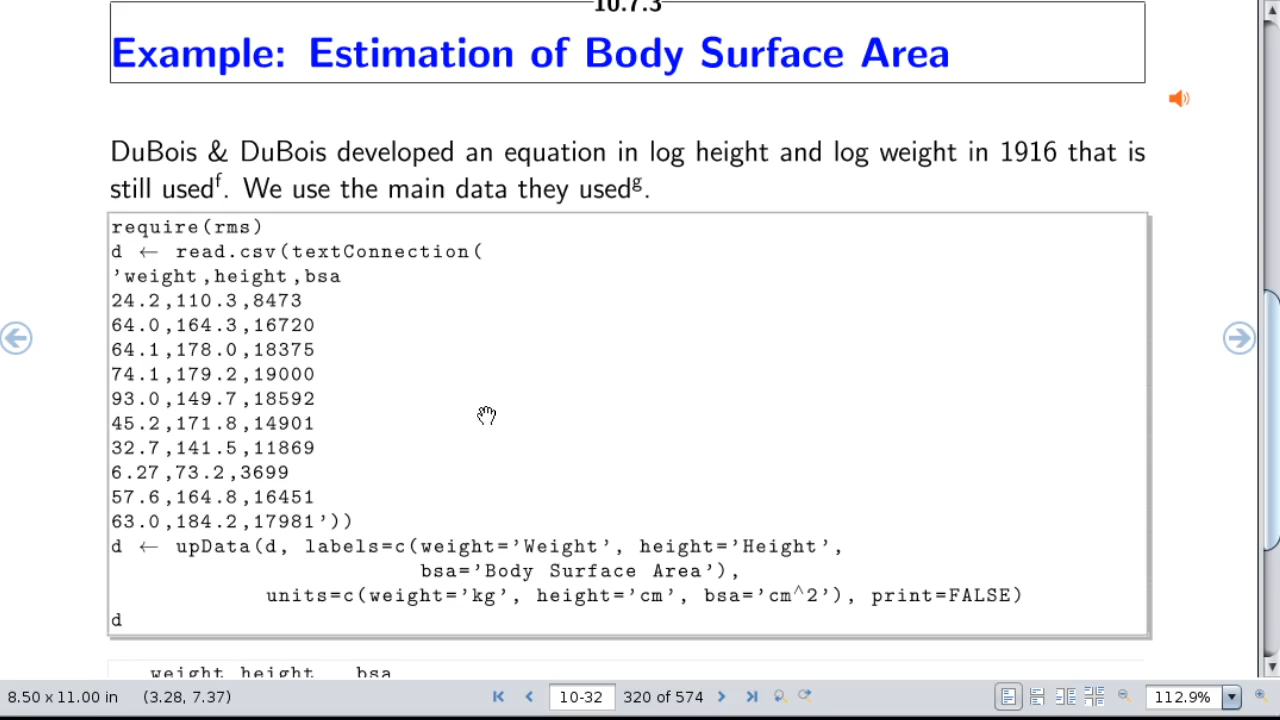 10.7.3
Example: Estimation of Body Surface Area
DuBois & DuBois developed an equation in log height and log weight in 1916 that is
still usedf. We use the main data they usedg.
require(rms)
d ← read.csv(textConnection(
'weight,height,bsa
24.2,110.3,8473
64.0,164.3,16720
64.1,178.0,18375
74.1,179.2,19000
93.0,149.7,18592
45.2,171.8,14901
32.7,141.5,11869
6.27,73.2,3699
57.6,164.8,16451
63.0,184.2,17981'))
d ← upData(d, labels=c(weight='Weight', height='Height',
bsa='Body Surface Area'),
units=c(weight='kg', height='cm', bsa='cm^2'), print=FALSE)
d
weight height bsa
8.50 x 11.00 in (3.28, 7.37) 10-32 320 of 574 112.9%